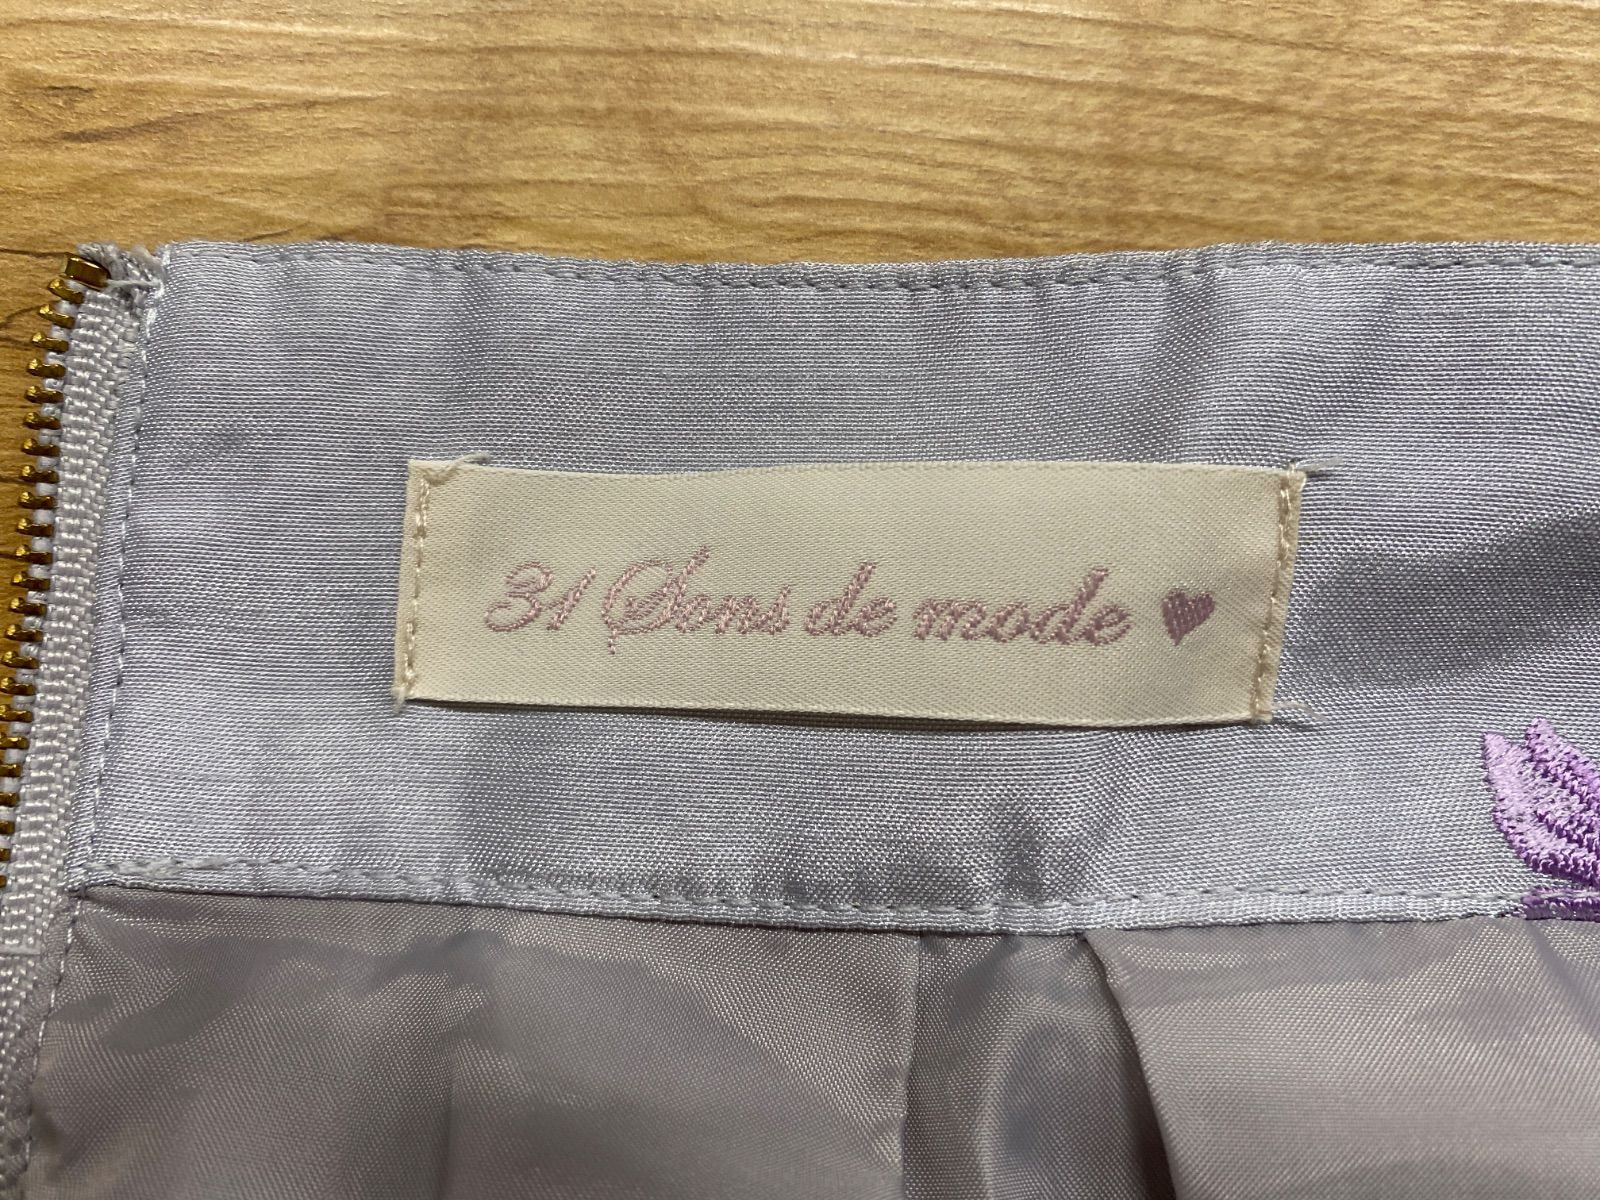 31 Sons de mode ♥